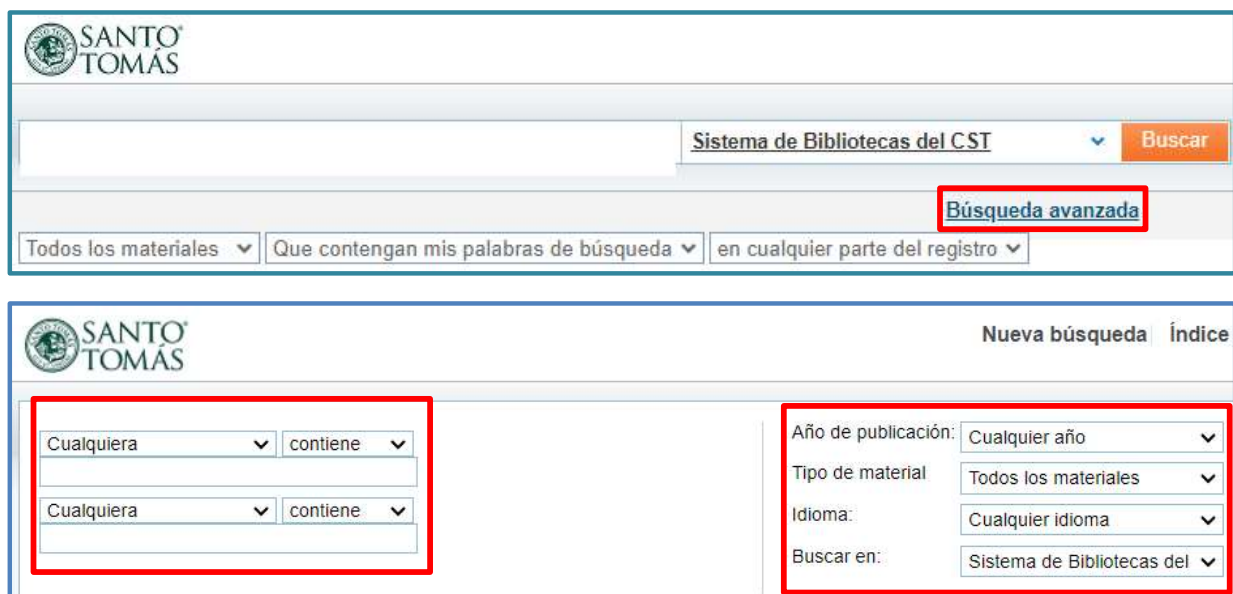 SANTO
TOMÁS
Sistema de Bibliotecas del CST
Buscar
Búsqueda avanzada
Todos los materiales
Que contengan mis palabras de búsqueda
en cualquier parte del registro
SANTO
TOMÁS
Nueva búsqueda Índice
Cualquiera contiene
Cualquiera contiene
Año de publicación: Cualquier año
Tipo de material Todos los materiales
Idioma: Cualquier idioma
Buscar en: Sistema de Bibliotecas del